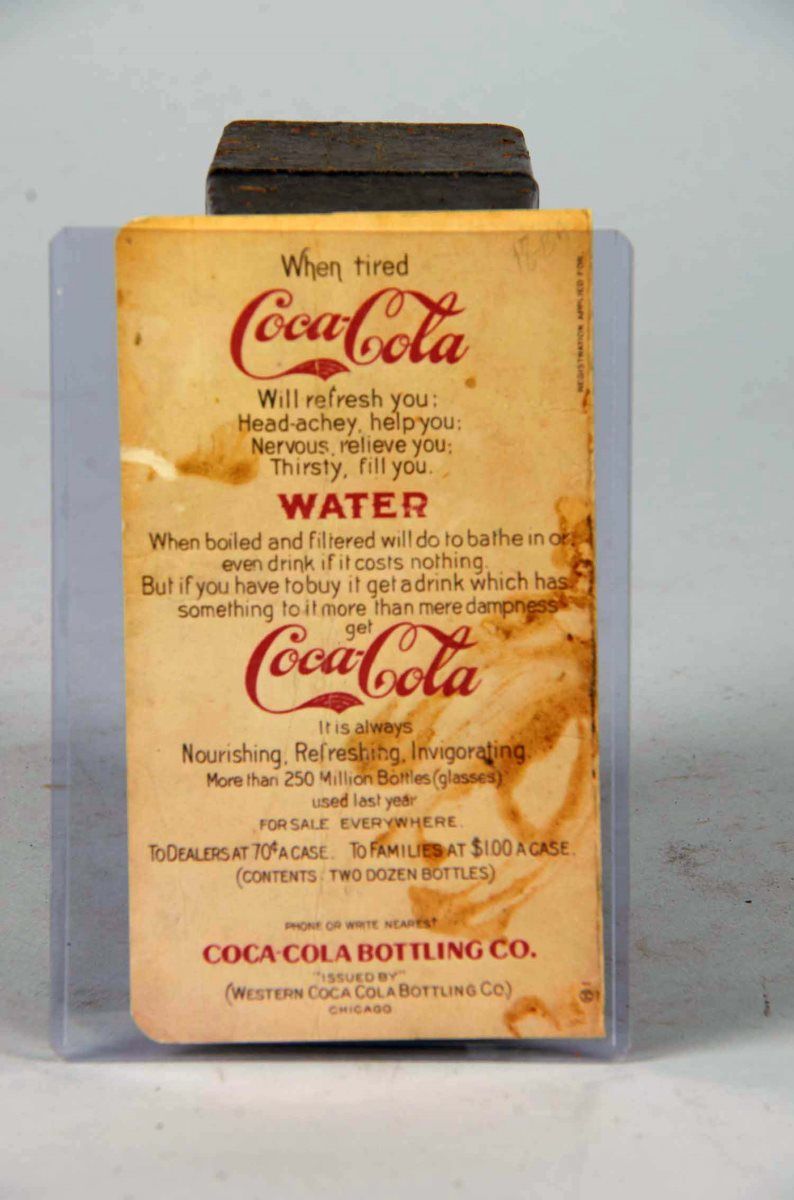 When tired
Coca-Cola
Will refresh you;
Head-achey, help you;
Nervous, relieve you;
Thirsty, fill you.
WATER
When boiled and filtered will do to bathe in or
even drink if it costs nothing.
But if you have to buy it get a drink which has
something to it more than mere dampness
get
Coca-Cola
It is always
Nourishing, Refreshing, Invigorating.
More than 250 Million Bottles (glasses)
used last year
FOR SALE EVERYWHERE.
TO DEALERS AT 70¢ A CASE. TO FAMILIES AT $1.00 A CASE.
(CONTENTS TWO DOZEN BOTTLES)
PHONE OR WRITE NEAREST
COCA-COLA BOTTLING CO.
"ISSUED BY"
(WESTERN COCA COLA BOTTLING CO.)
CHICAGO
REGISTRATION APPLIED FOR.